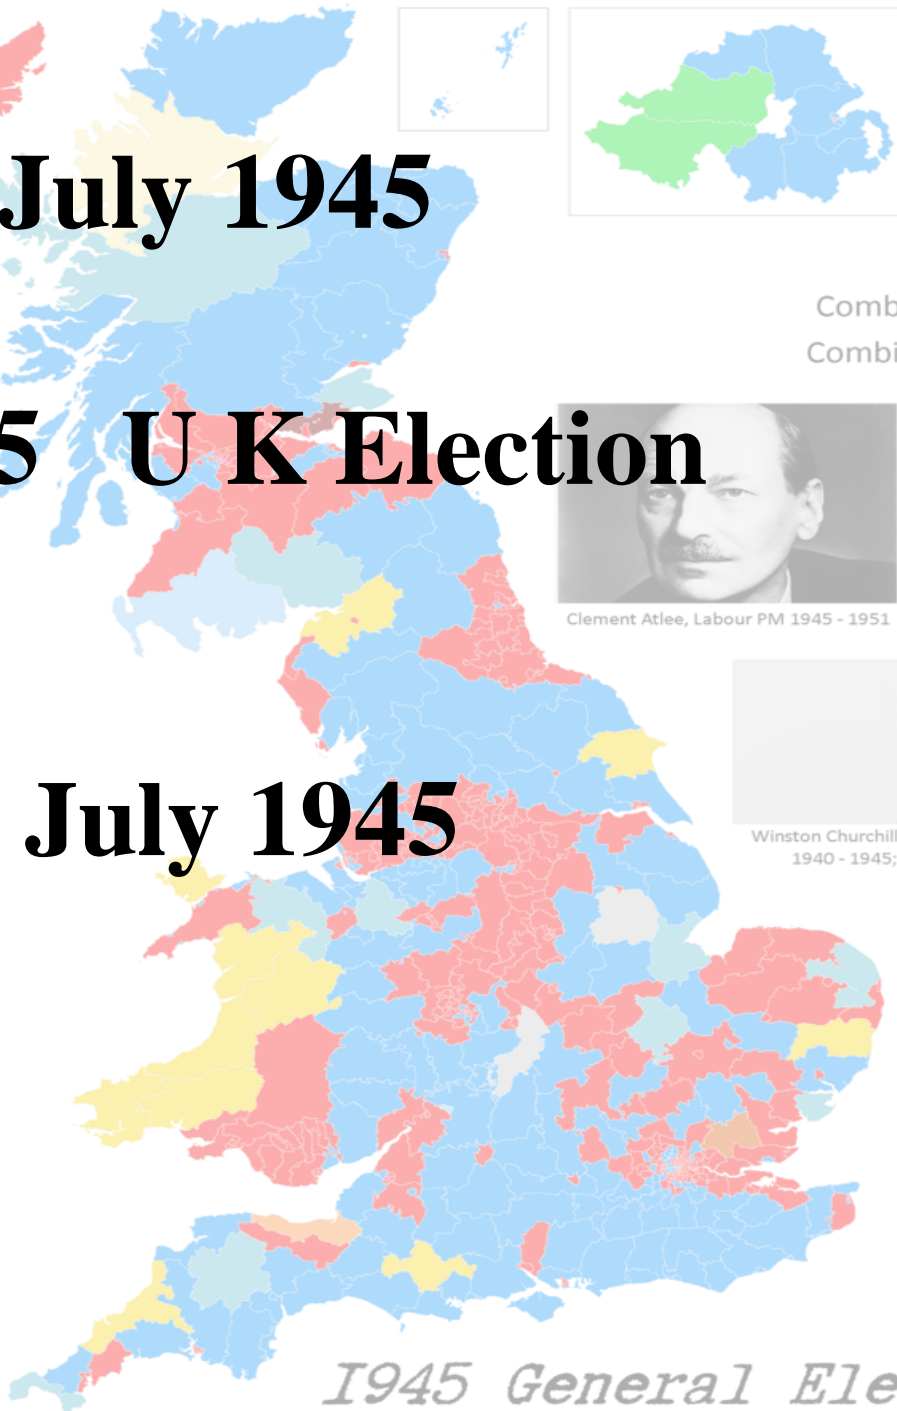 July 1945
Comb
Combi
5 U K Election
Clement Atlee, Labour PM 1945 - 1951
July 1945
Winston Churchill
1940 - 1945;
1945 General Ele